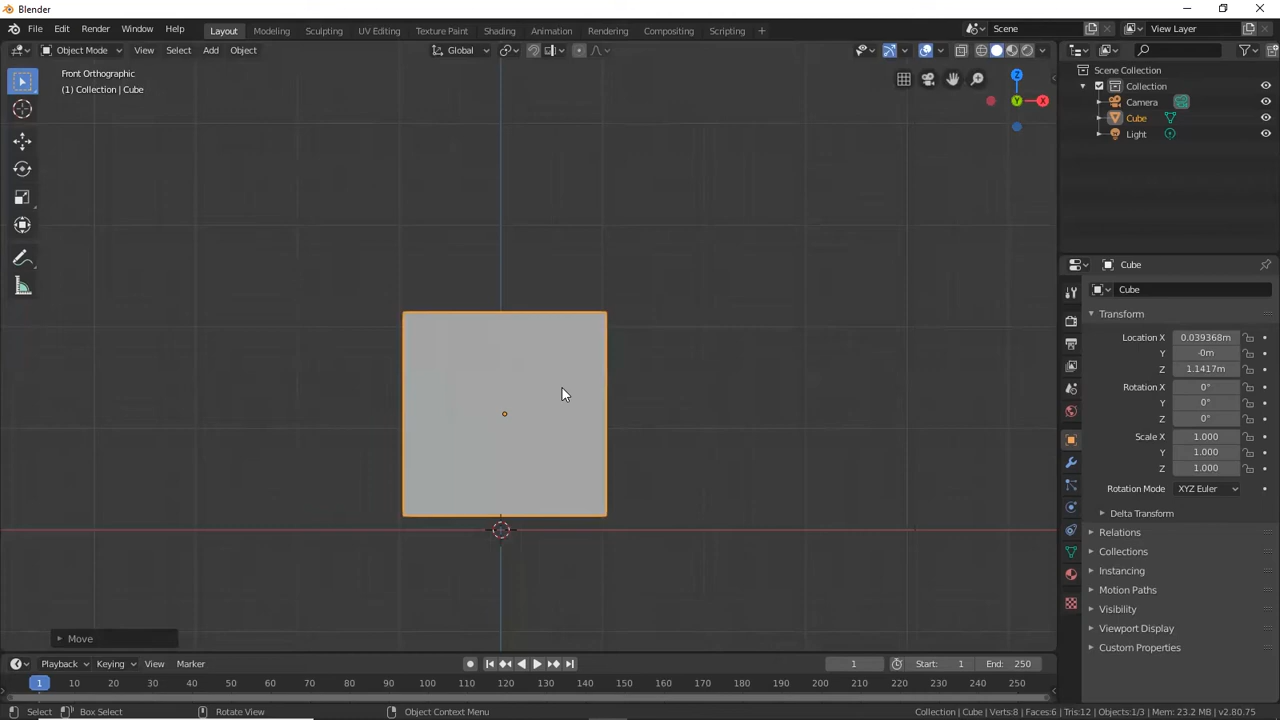 Blender
File Edit Render Window Help Layout Modeling Sculpting UV Editing Texture Paint Shading Animation Rendering Compositing Scripting + Scene View Layer
Object Mode View Select Add Object Global
Front Orthographic
(1) Collection | Cube
Z
Y
X
Scene Collection
Collection
Camera
Cube
Light
Cube
Cube
Transform
Location X 0.039368m
Y -0m
Z 1.1417m
Rotation X 0°
Y 0°
Z 0°
Scale X 1.000
Y 1.000
Z 1.000
Rotation Mode XYZ Euler
Delta Transform
Relations
Collections
Instancing
Motion Paths
Visibility
Viewport Display
Custom Properties
Move
Playback Keying View Marker 1 Start: 1 End: 250
1 10 20 30 40 50 60 70 80 90 100 110 120 130 140 150 160 170 180 190 200 210 220 230 240 250
Select Box Select Rotate View Object Context Menu Collection | Cube | Verts:8 | Faces:6 | Tris:12 | Objects:1/3 | Mem: 23.2 MB | v2.80.75